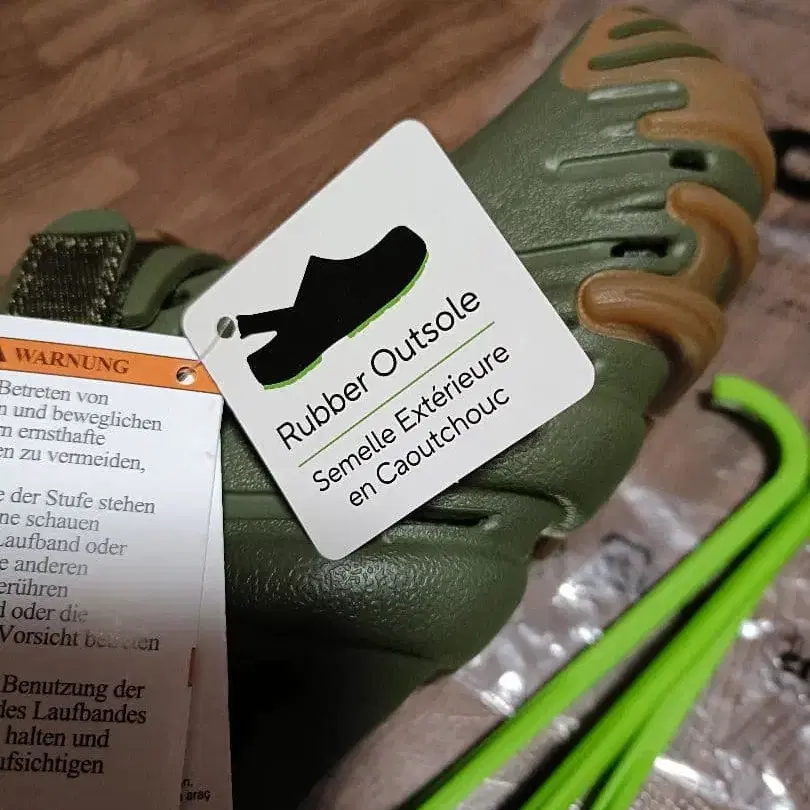 WARNUNG
Betreten von
n und beweglichen
rn ernsthafte
en zu vermeiden,
e der Stufe stehen
ne schauen
Laufband oder
e anderen
erühren
d oder die
Vorsicht betreten
Benutzung der
des Laufbandes
halten und
ufsichtigen
Rubber Outsole
Semelle Extérieure
en Caoutchouc